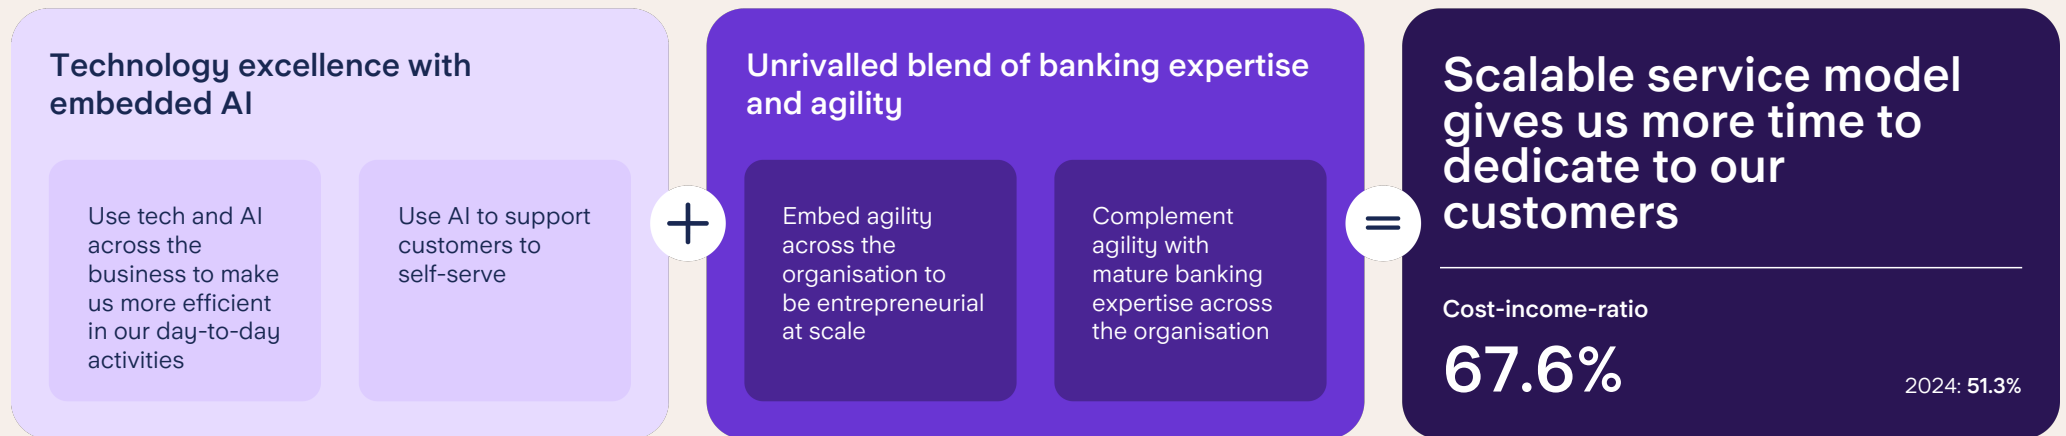 Technology excellence with
embedded AI
Use tech and AI
across the
business to make
us more efficient
in our day-to-day
activities
Use AI to support
customers to
self-serve
+
Unrivalled blend of banking expertise
and agility
Embed agility
across the
organisation to
be entrepreneurial
at scale
Complement
agility with
mature banking
expertise across
the organisation
=
Scalable service model
gives us more time to
dedicate to our
customers
Cost-income-ratio
67.6%
2024: 51.3%